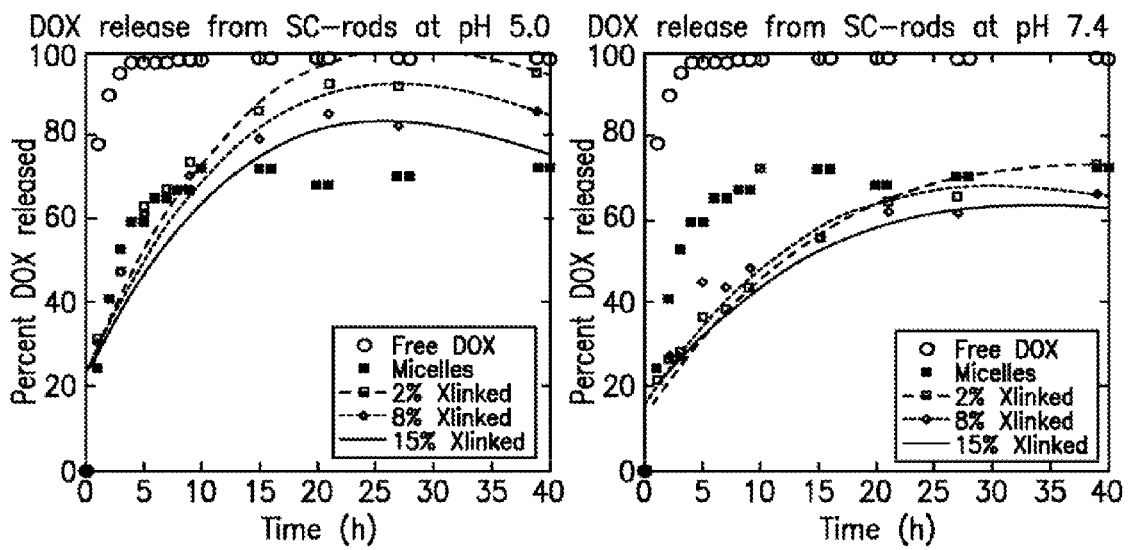 DOX release from SC-rods at pH 5.0
Percent DOX released
100
80
60
40
20
0
0 5 10 15 20 25 30 35 40
Time (h)
Free DOX
Micelles
2% Xlinked
8% Xlinked
15% Xlinked
DOX release from SC-rods at pH 7.4
Percent DOX released
100
80
60
40
20
0
0 5 10 15 20 25 30 35 40
Time (h)
Free DOX
Micelles
2% Xlinked
8% Xlinked
15% Xlinked